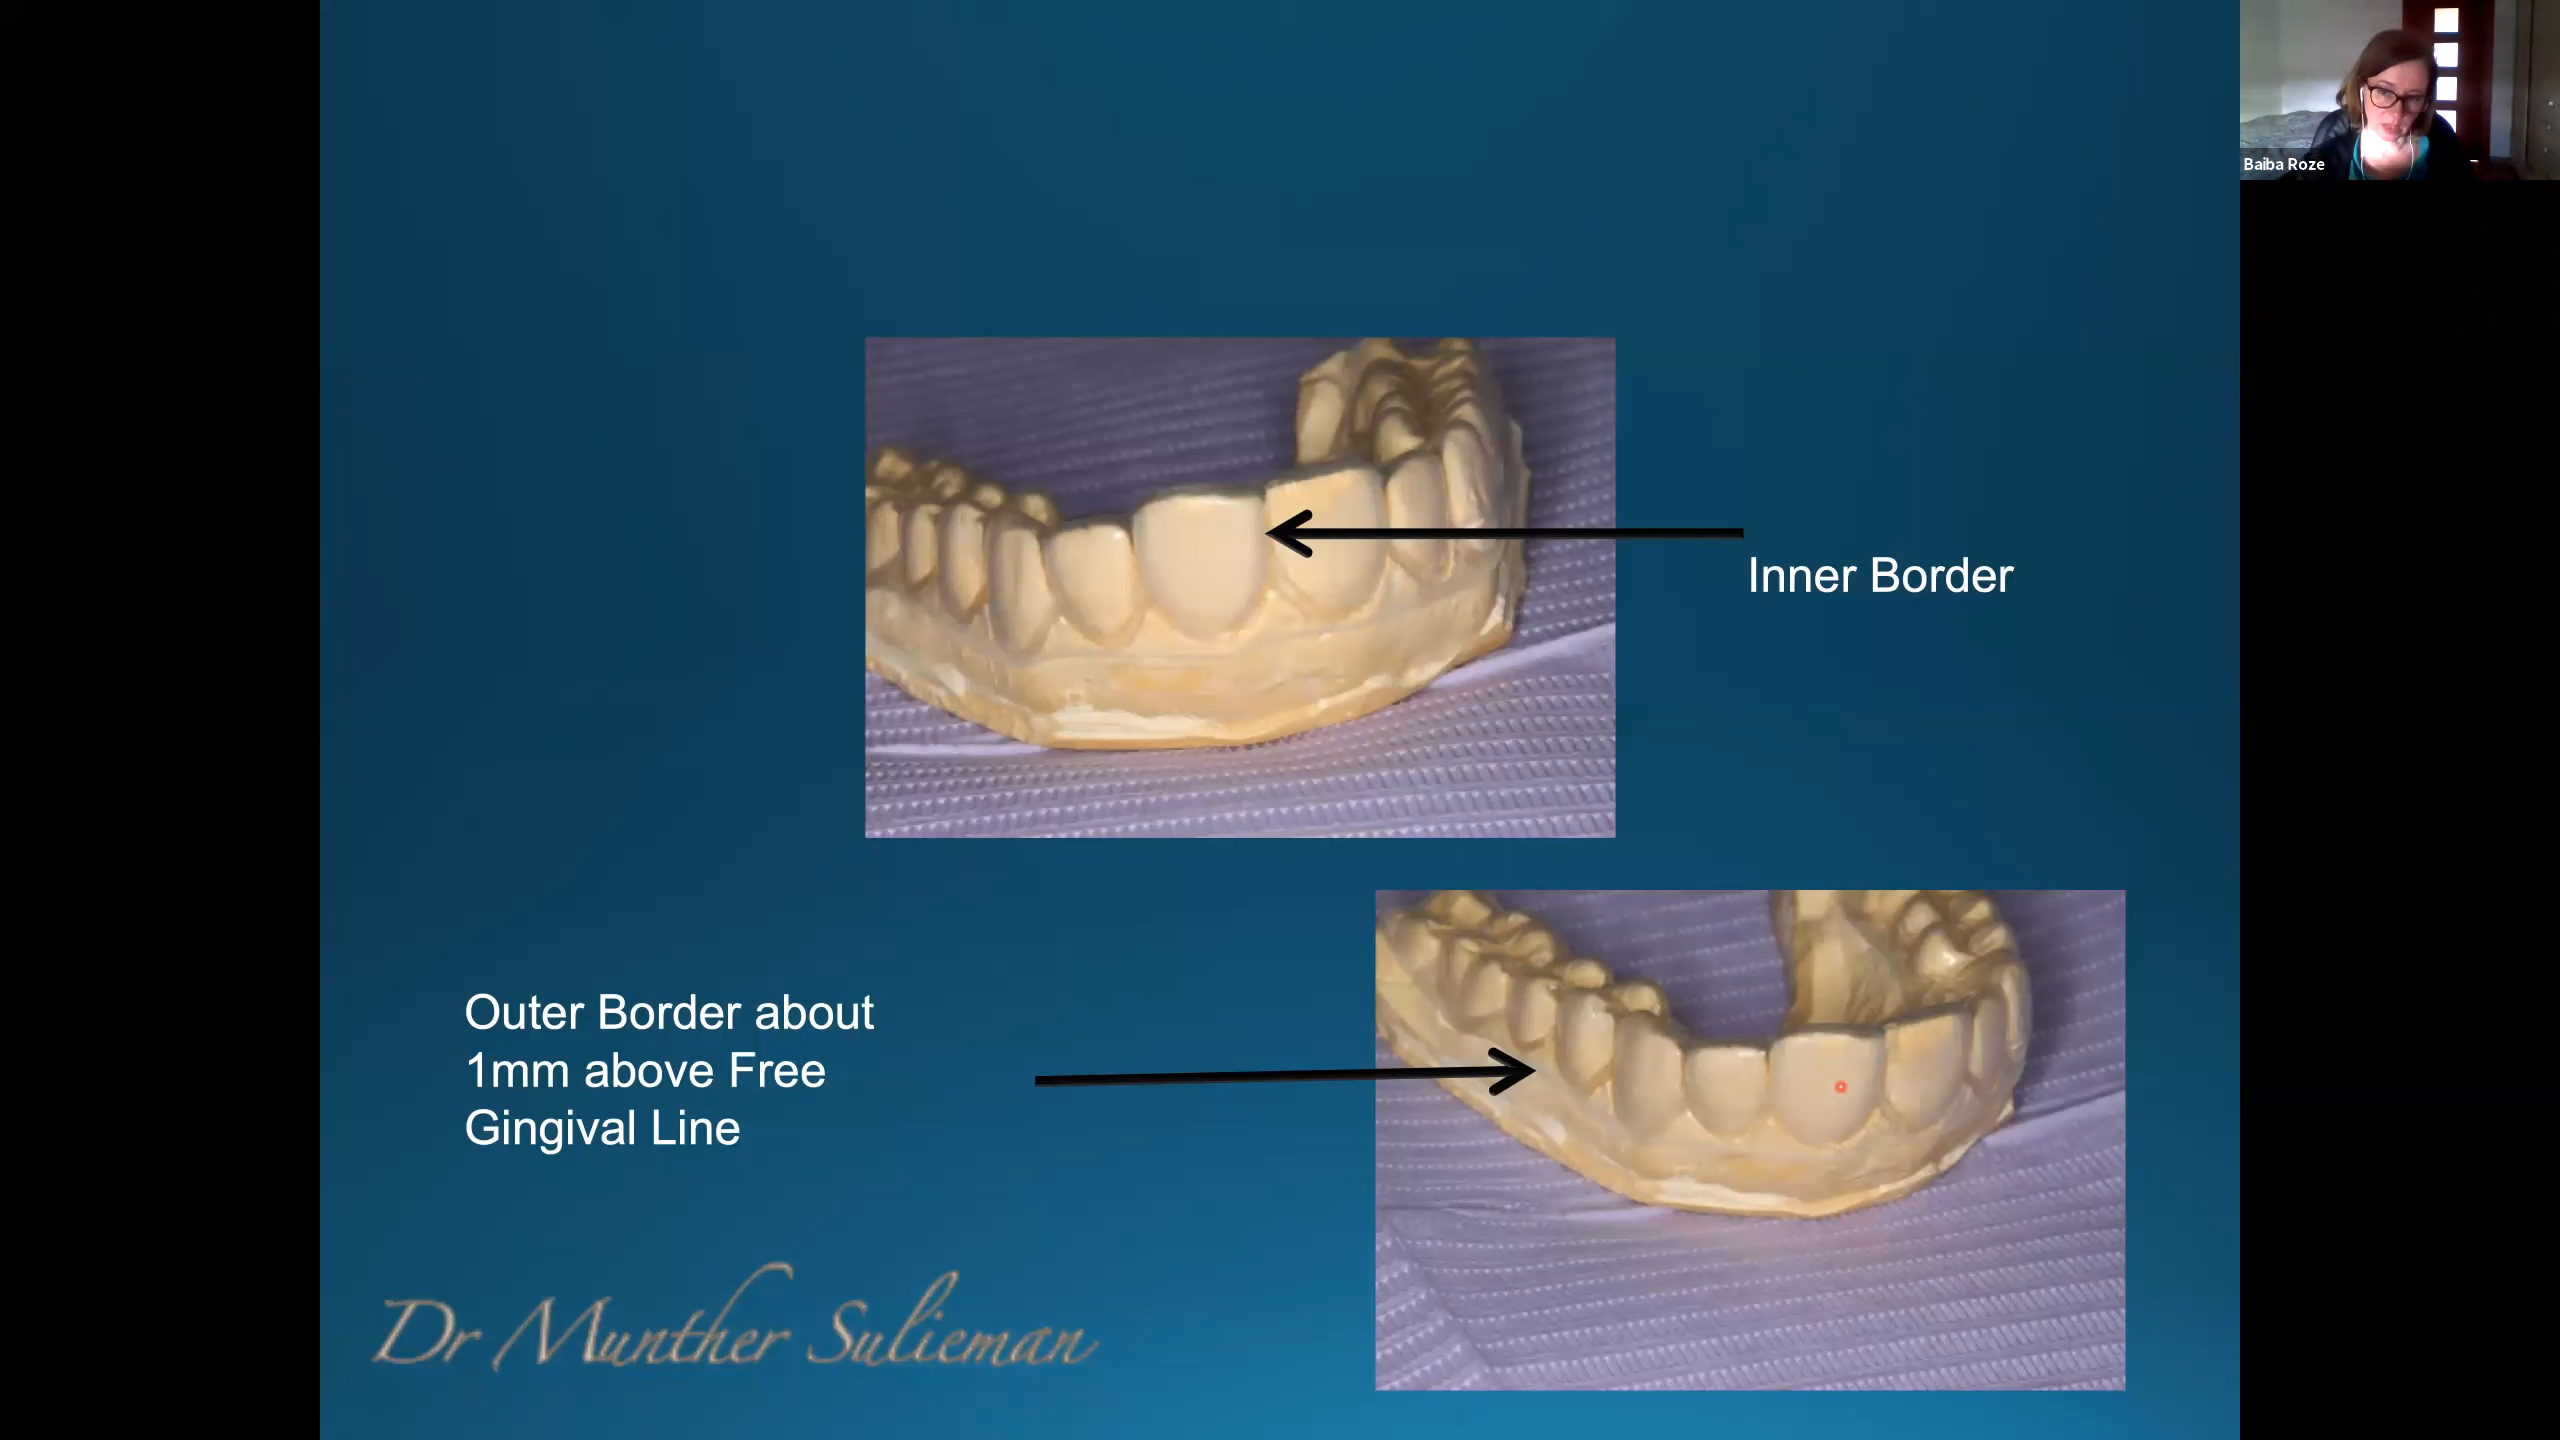 Baiba Roze
Inner Border
Outer Border about
1mm above Free
Gingival Line
Dr Munther Sulieman